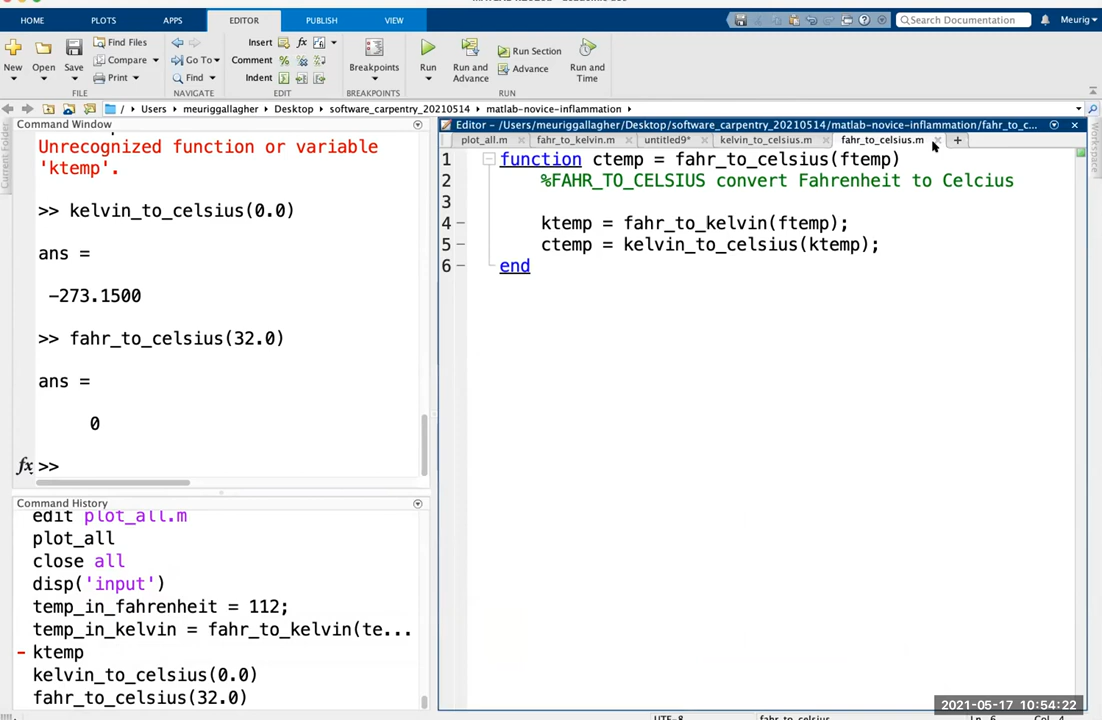 HOME PLOTS APPS EDITOR PUBLISH VIEW
Search Documentation
Meurig
New
Open
Save
Find Files
Compare
Print
FILE
Go To
Find
NAVIGATE
Insert
Comment
Indent
fx
EDIT
Breakpoints
BREAKPOINTS
Run
Run and Advance
Run Section
Advance
Run and Time
RUN
/ Users meuriggallagher Desktop software_carpentry_20210514 matlab-novice-inflammation
Current Folder
Command Window
Unrecognized function or variable
'ktemp'.
>> kelvin_to_celsius(0.0)
ans =
-273.1500
>> fahr_to_celsius(32.0)
ans =
0
fx >>
Command History
edit plot_all.m
plot_all
close all
disp('input')
temp_in_fahrenheit = 112;
temp_in_kelvin = fahr_to_kelvin(te...
ktemp
kelvin_to_celsius(0.0)
fahr_to_celsius(32.0)
Editor - /Users/meuriggallagher/Desktop/software_carpentry_20210514/matlab-novice-inflammation/fahr_to_c...
plot_all.m fahr_to_kelvin.m untitled9* kelvin_to_celsius.m fahr_to_celsius.m
1 function ctemp = fahr_to_celsius(ftemp)
2 %FAHR_TO_CELSIUS convert Fahrenheit to Celcius
3
4 ktemp = fahr_to_kelvin(ftemp);
5 ctemp = kelvin_to_celsius(ktemp);
6 end
Workspace
2021-05-17 10:54:22